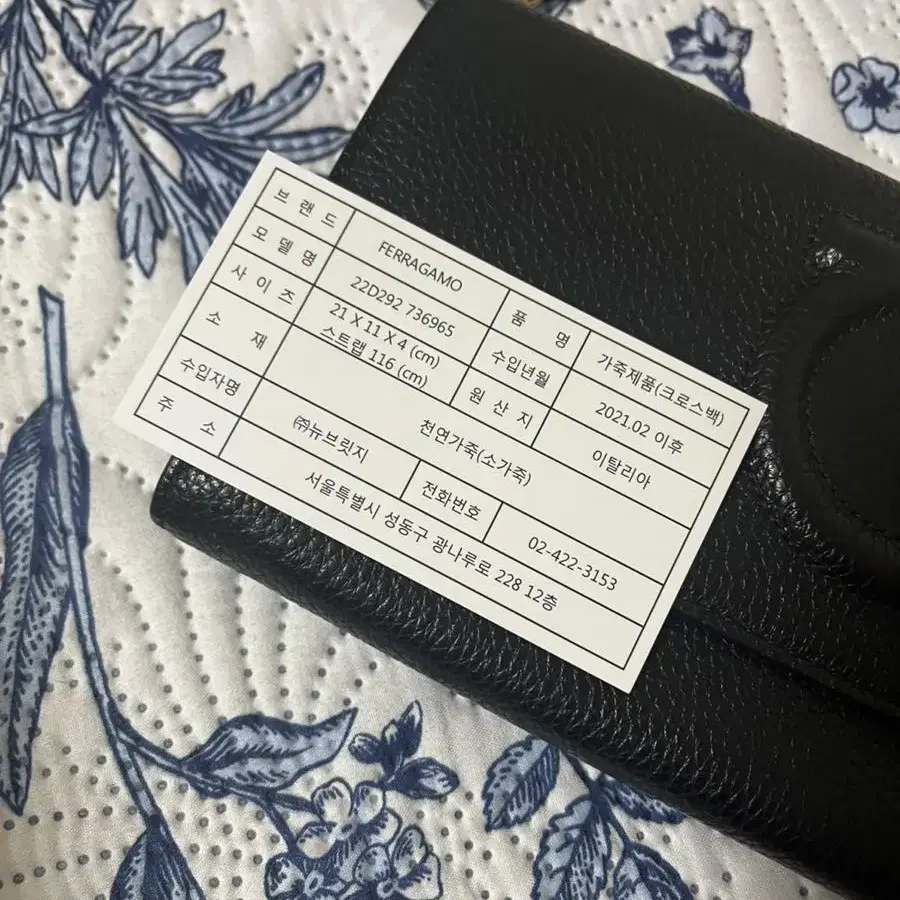 브 랜 드 FERRAGAMO 품 명 가죽제품(크로스백)
모 델 명 22D292 736965 수입년월 2021.02 이후
사 이 즈 21 X 11 X 4 (cm) 원 산 지 이탈리아
스트랩 116 (cm)
소 재 천연가죽(소가죽)
수입자명 ㈜뉴브릿지 전화번호 02-422-3153
주 소 서울특별시 성동구 광나루로 228 12층